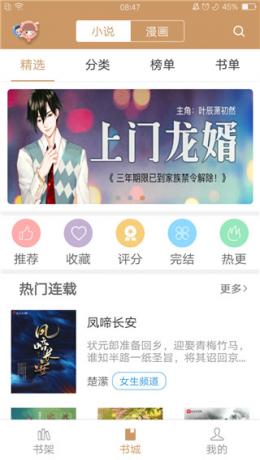 08:47
45%
小说 漫画
精选 分类 榜单 书单
主角：叶辰萧初然
上门龙婿
《 三年期限已到家族禁令解除！》
推荐 收藏 评分 完结 热更
热门连载 更多>
凤啼长安
凤啼长安
状元郎准备回乡，迎娶青梅竹马，
谁知半路一纸圣旨，将其诏回京...
楚潆 女生频道
书架 书城 我的